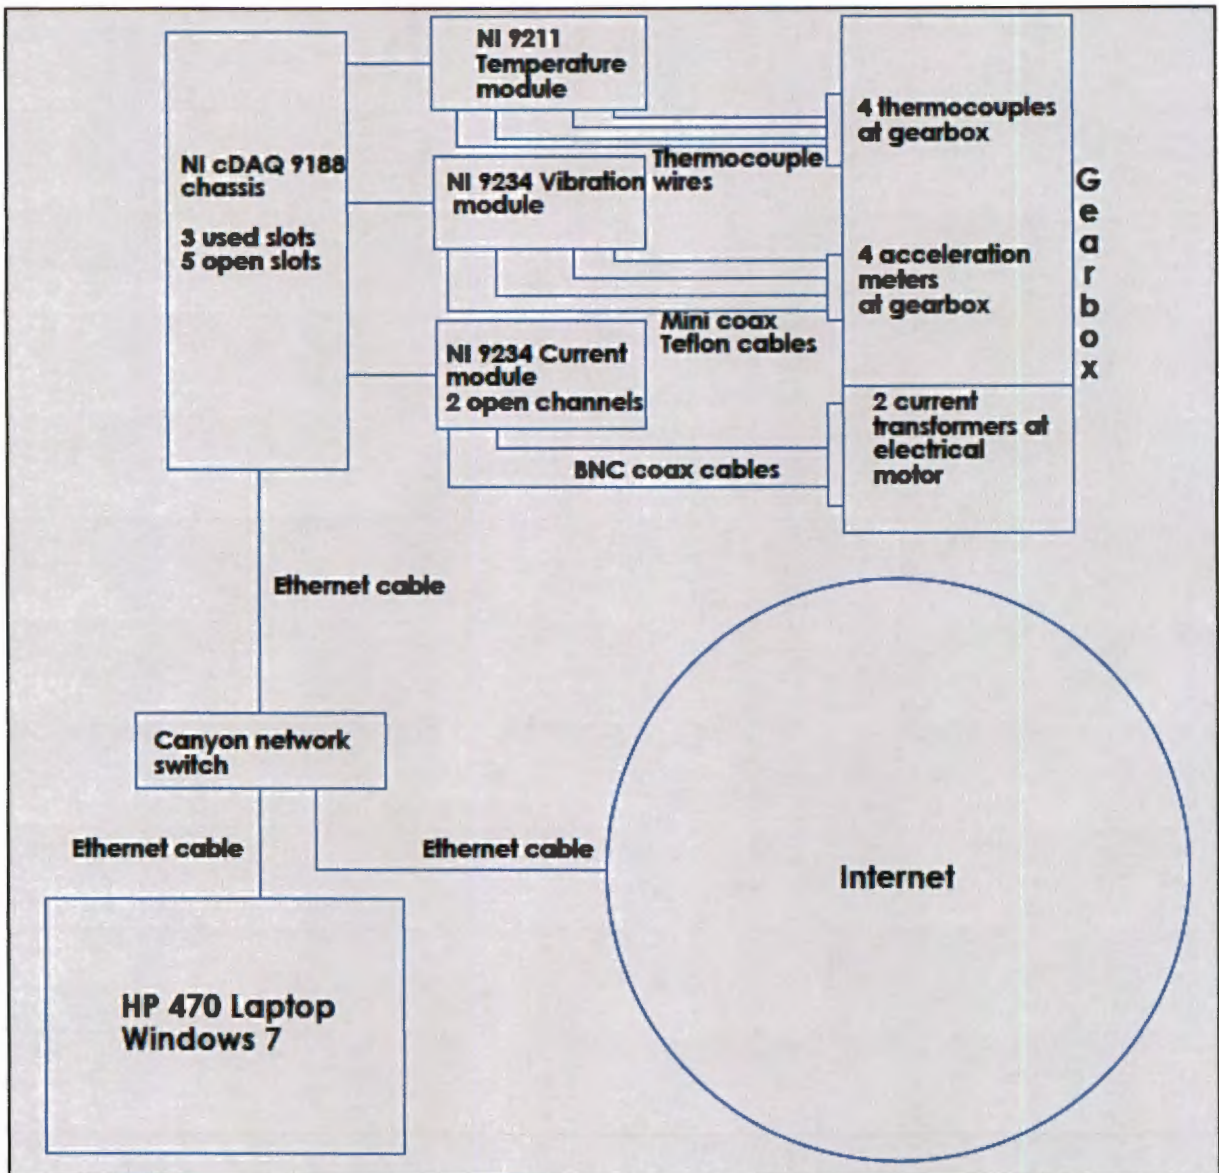 NI 9211
Temperature
module
4 thermocouples
at gearbox
Thermocouple
wires
NI cDAQ 9188
chassis
3 used slots
5 open slots
NI 9234 Vibration
module
Gearbox
4 acceleration
meters
at gearbox
Mini coax
Teflon cables
NI 9234 Current
module
2 open channels
2 current
transformers at
electrical
motor
BNC coax cables
Ethernet cable
Canyon network
switch
Ethernet cable
Ethernet cable
Internet
HP 470 Laptop
Windows 7